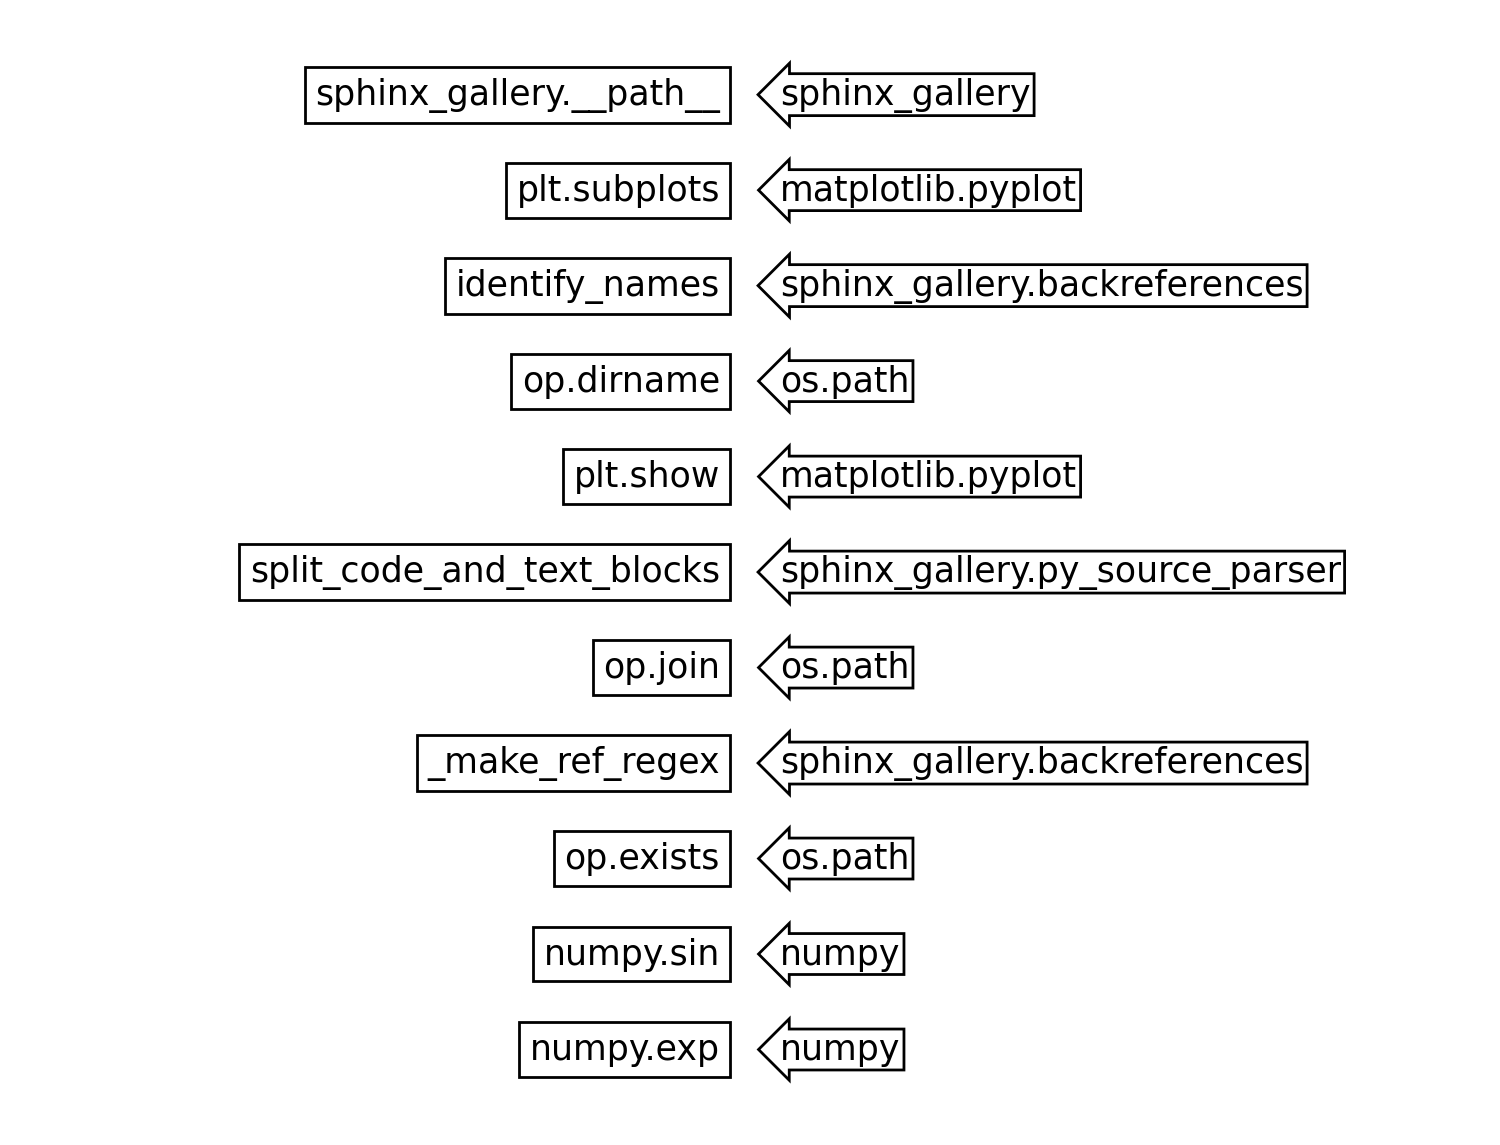 sphinx_gallery.__path__ sphinx_gallery
plt.subplots matplotlib.pyplot
identify_names sphinx_gallery.backreferences
op.dirname os.path
plt.show matplotlib.pyplot
split_code_and_text_blocks sphinx_gallery.py_source_parser
op.join os.path
_make_ref_regex sphinx_gallery.backreferences
op.exists os.path
numpy.sin numpy
numpy.exp numpy